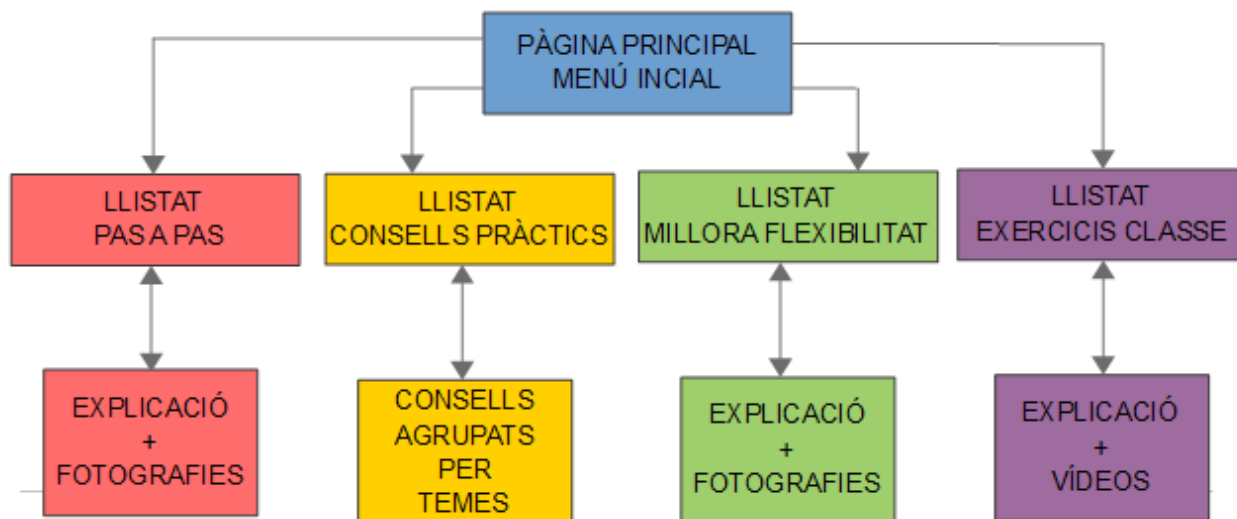 PÀGINA PRINCIPAL
MENÚ INCIAL
LLISTAT
PAS A PAS
LLISTAT
CONSELLS PRÀCTICS
LLISTAT
MILLORA FLEXIBILITAT
LLISTAT
EXERCICIS CLASSE
EXPLICACIÓ
+
FOTOGRAFIES
CONSELLS
AGRUPATS
PER
TEMES
EXPLICACIÓ
+
FOTOGRAFIES
EXPLICACIÓ
+
VÍDEOS